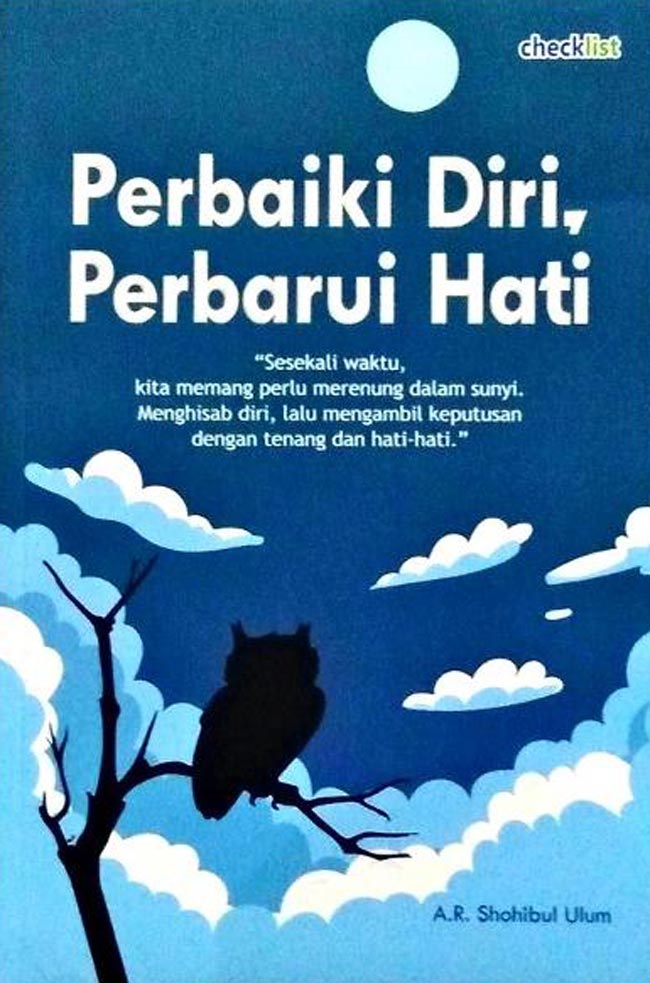 checklist
Perbaiki Diri,
Perbarui Hati
“Sesekali waktu,
kita memang perlu merenung dalam sunyi.
Menghisab diri, lalu mengambil keputusan
dengan tenang dan hati-hati.”
A.R. Shohibul Ulum